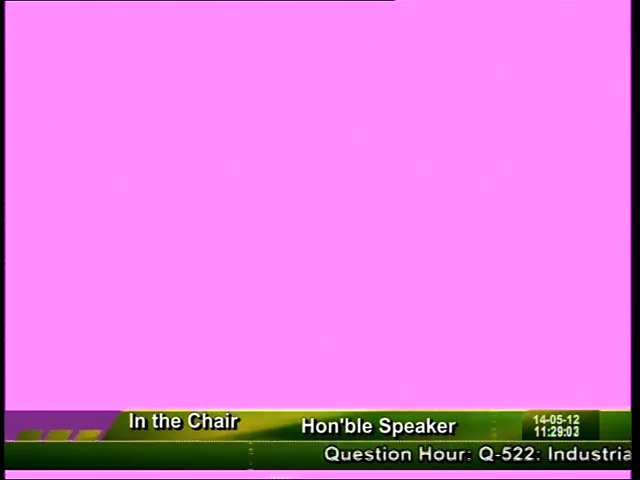 In the Chair
Hon'ble Speaker
14-05-12
11:29:03
Question Hour: Q-522: Industria